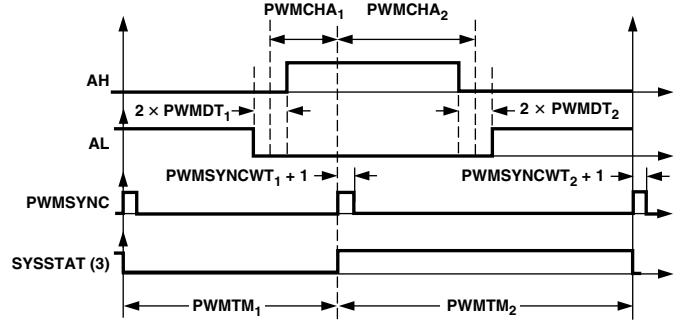 PWMCHA₁
PWMCHA₂
AH
2 × PWMDT₁
2 × PWMDT₂
AL
PWMSYNCWT₁ + 1
PWMSYNCWT₂ + 1
PWMSYNC
SYSSTAT (3)
PWMTM₁
PWMTM₂